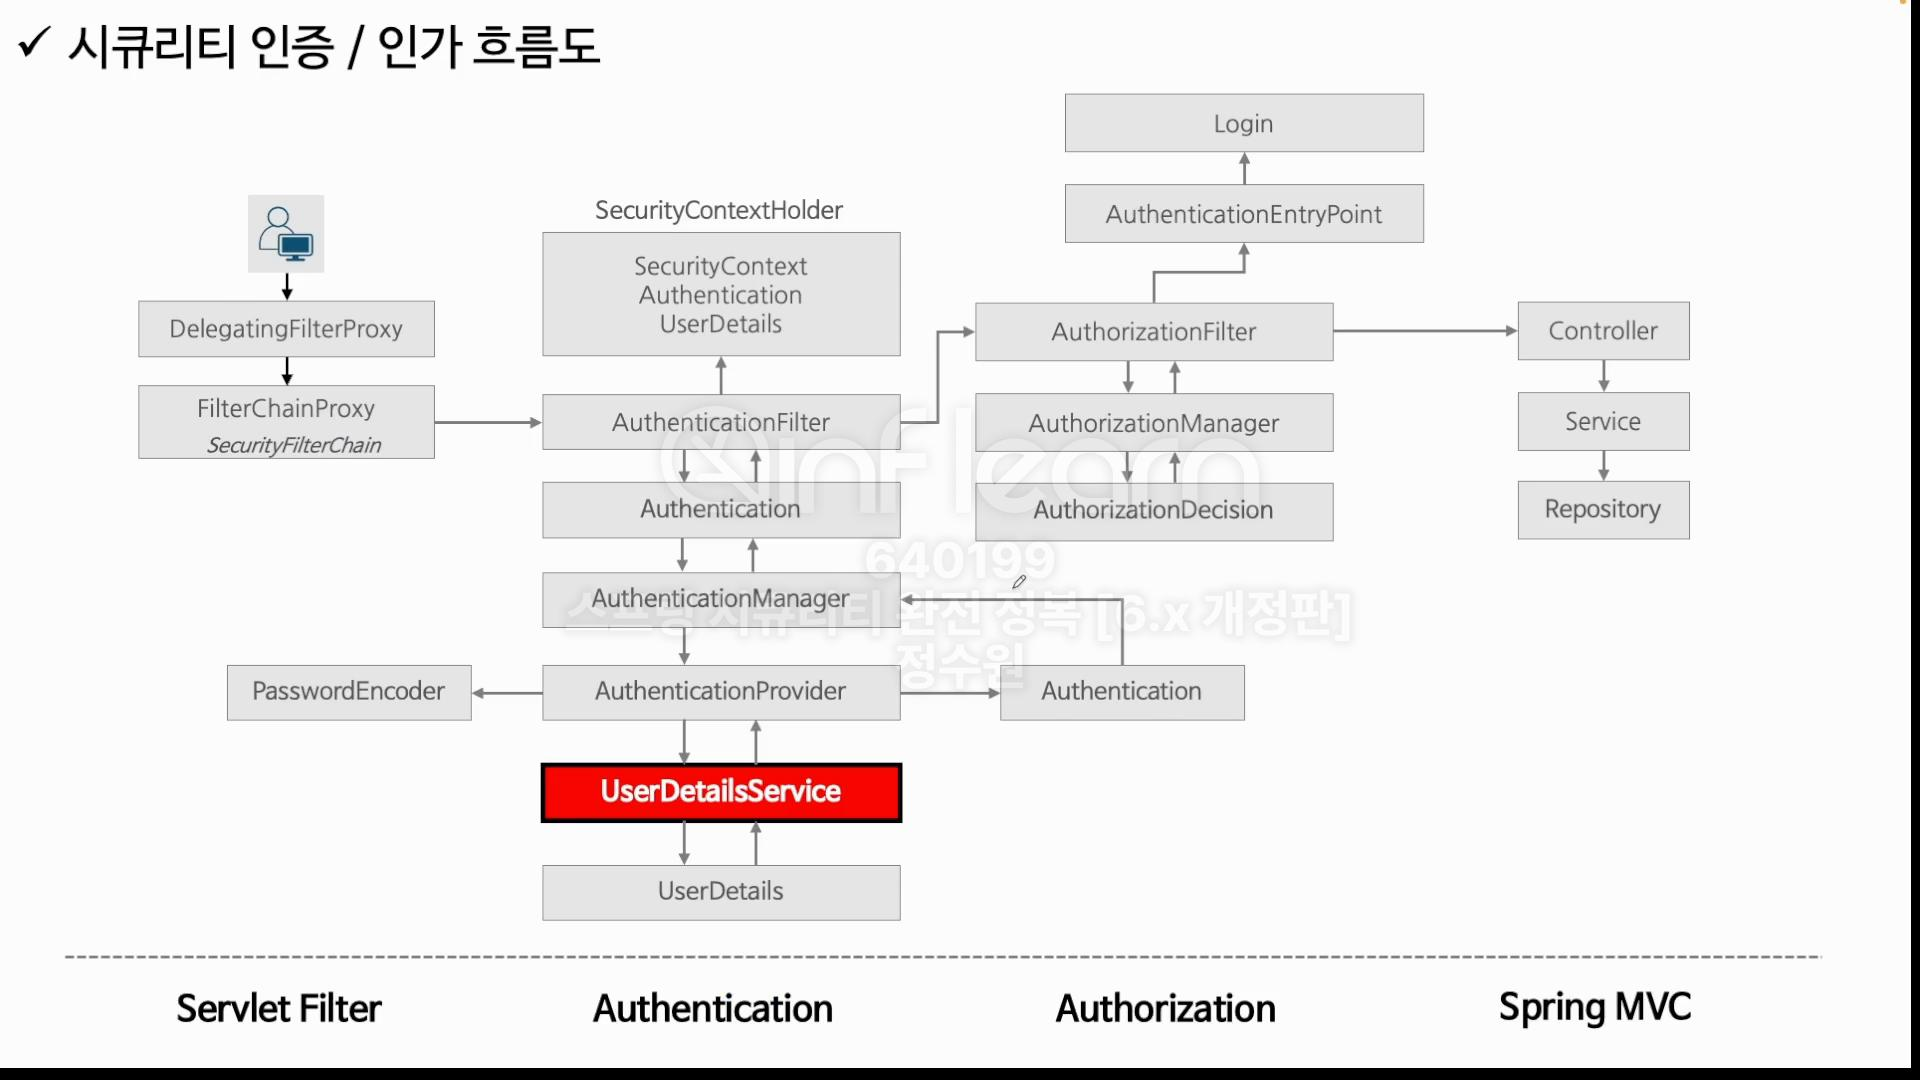 ✓ 시큐리티 인증 / 인가 흐름도
DelegatingFilterProxy
FilterChainProxy
SecurityFilterChain
SecurityContextHolder
SecurityContext
Authentication
UserDetails
AuthenticationFilter
Authentication
AuthenticationManager
PasswordEncoder
AuthenticationProvider
Authentication
UserDetailsService
UserDetails
Login
AuthenticationEntryPoint
AuthorizationFilter
AuthorizationManager
AuthorizationDecision
Controller
Service
Repository
inflearn
640199
스프링 시큐리티 완전 정복 [6.x 개정판]
정수원
Servlet Filter
Authentication
Authorization
Spring MVC